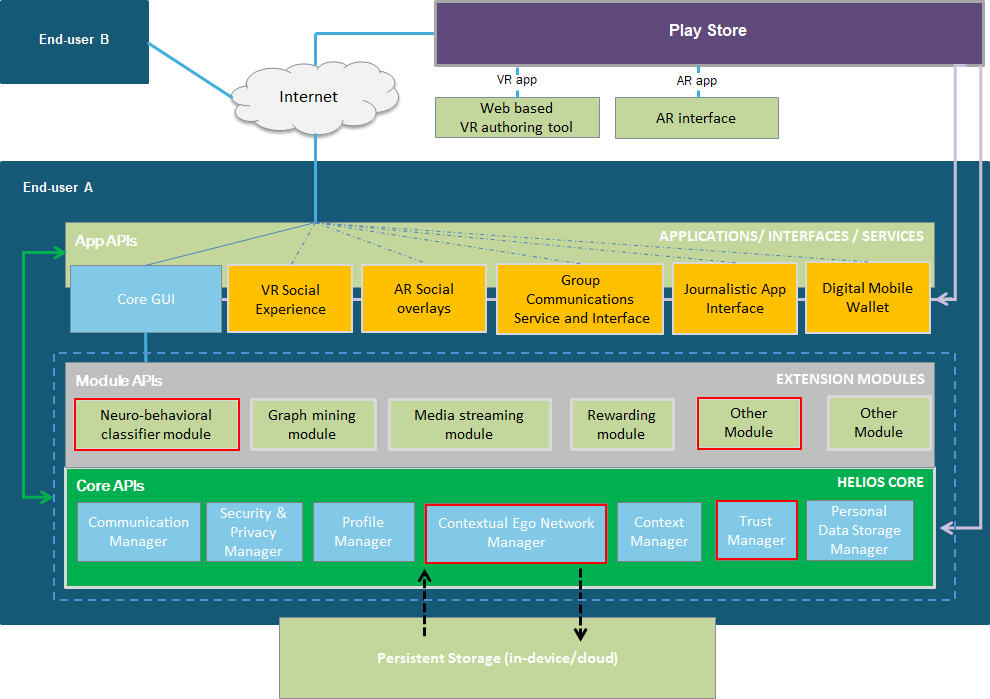 End-user B
Play Store
Internet
VR app
AR app
Web based
VR authoring tool
AR interface
End-user A
App APIs
APPLICATIONS/ INTERFACES / SERVICES
Core GUI
VR Social
Experience
AR Social
overlays
Group
Communications
Service and Interface
Journalistic App
Interface
Digital Mobile
Wallet
Module APIs
EXTENSION MODULES
Neuro-behavioral
classifier module
Graph mining
module
Media streaming
module
Rewarding
module
Other
Module
Other
Module
Core APIs
HELIOS CORE
Communication
Manager
Security &
Privacy
Manager
Profile
Manager
Contextual Ego Network
Manager
Context
Manager
Trust
Manager
Personal
Data Storage
Manager
Persistent Storage (in-device/cloud)